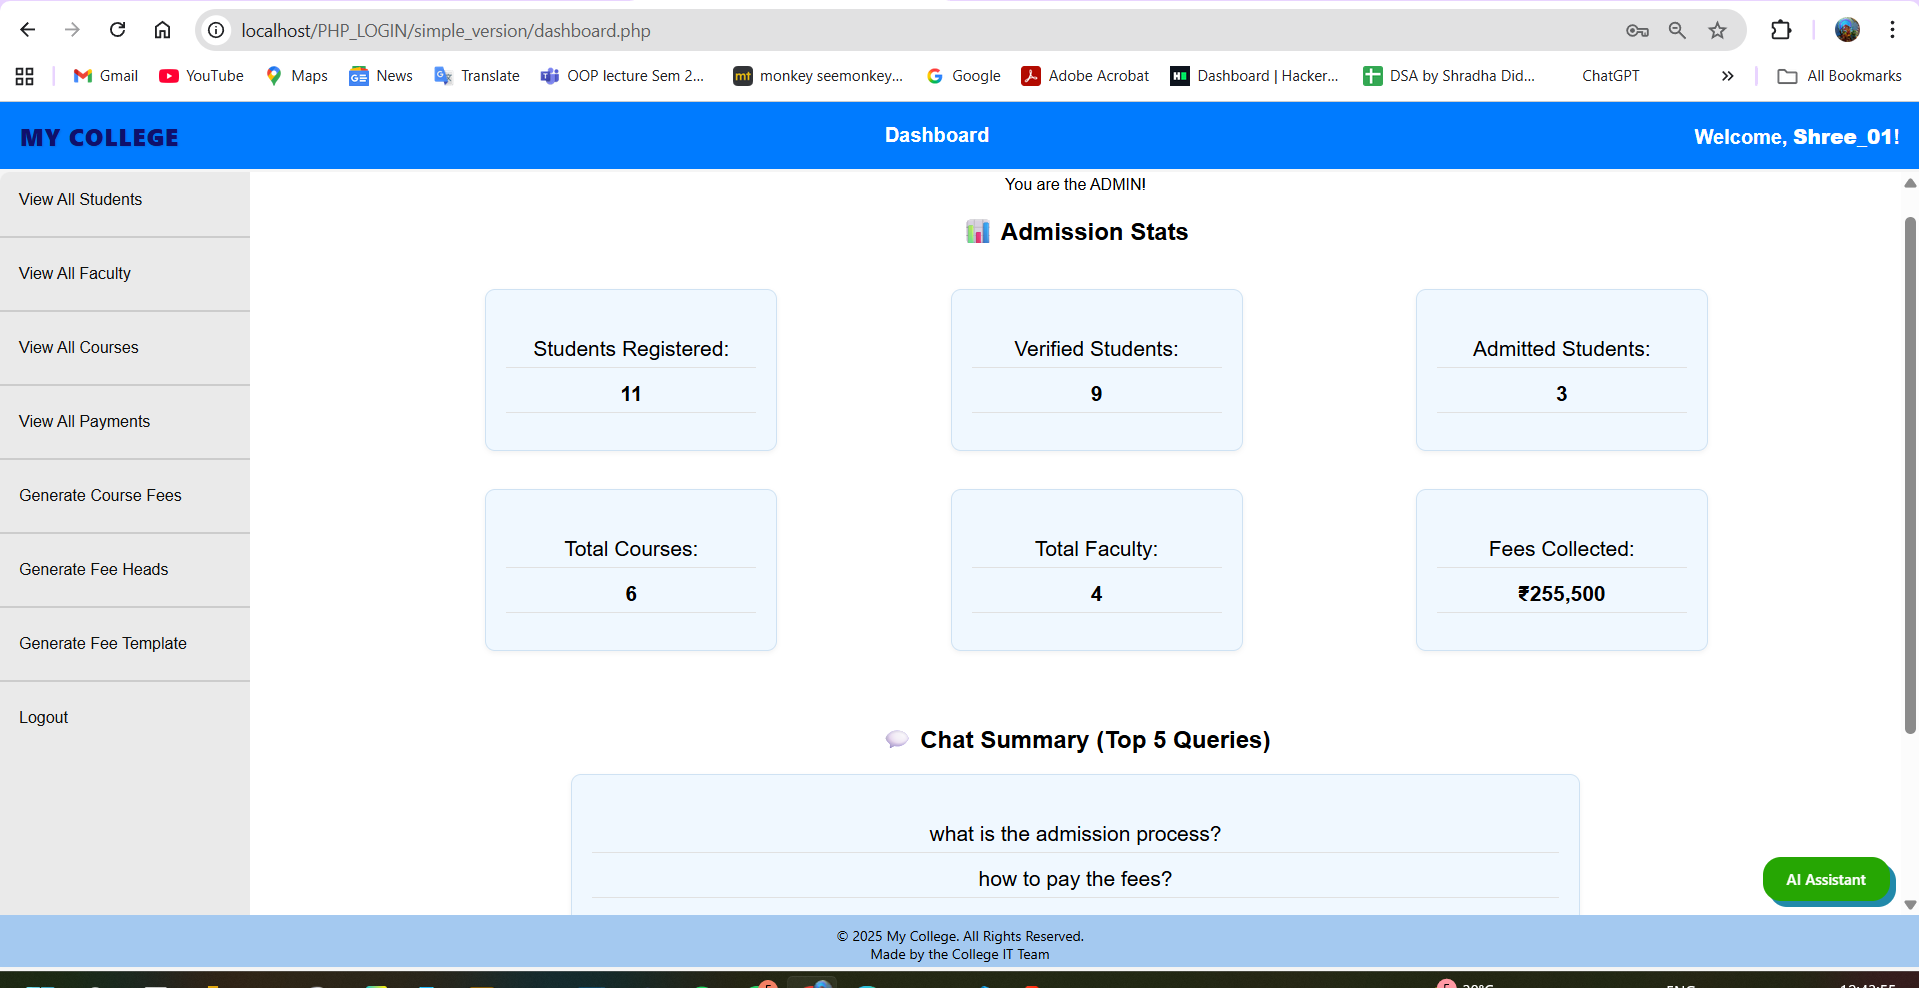 localhost/PHP_LOGIN/simple_version/dashboard.php
Gmail
YouTube
Maps
News
Translate
OOP lecture Sem 2...
mt
monkey seemonkey...
Google
Adobe Acrobat
Dashboard | Hacker...
DSA by Shradha Did...
ChatGPT
All Bookmarks
MY COLLEGE
Dashboard
Welcome, Shree_01!
View All Students
View All Faculty
View All Courses
View All Payments
Generate Course Fees
Generate Fee Heads
Generate Fee Template
Logout
You are the ADMIN!
Admission Stats
Students Registered:
11
Verified Students:
9
Admitted Students:
3
Total Courses:
6
Total Faculty:
4
Fees Collected:
₹255,500
Chat Summary (Top 5 Queries)
what is the admission process?
how to pay the fees?
AI Assistant
© 2025 My College. All Rights Reserved.
Made by the College IT Team